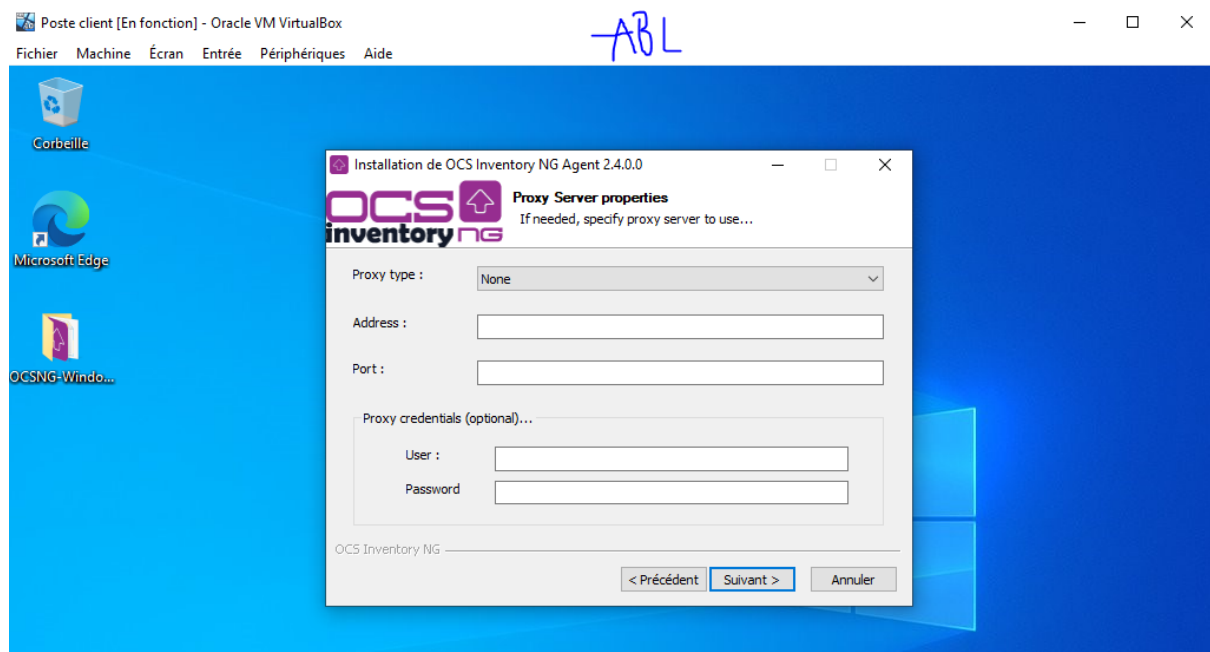 Poste client [En fonction] - Oracle VM VirtualBox
ABL
Fichier Machine Écran Entrée Périphériques Aide
Corbeille
Microsoft Edge
OCSNG-Windo...
Installation de OCS Inventory NG Agent 2.4.0.0
OCS
inventory NG
Proxy Server properties
If needed, specify proxy server to use...
Proxy type : None
Address :
Port :
Proxy credentials (optional)...
User :
Password
OCS Inventory NG
< Précédent Suivant > Annuler